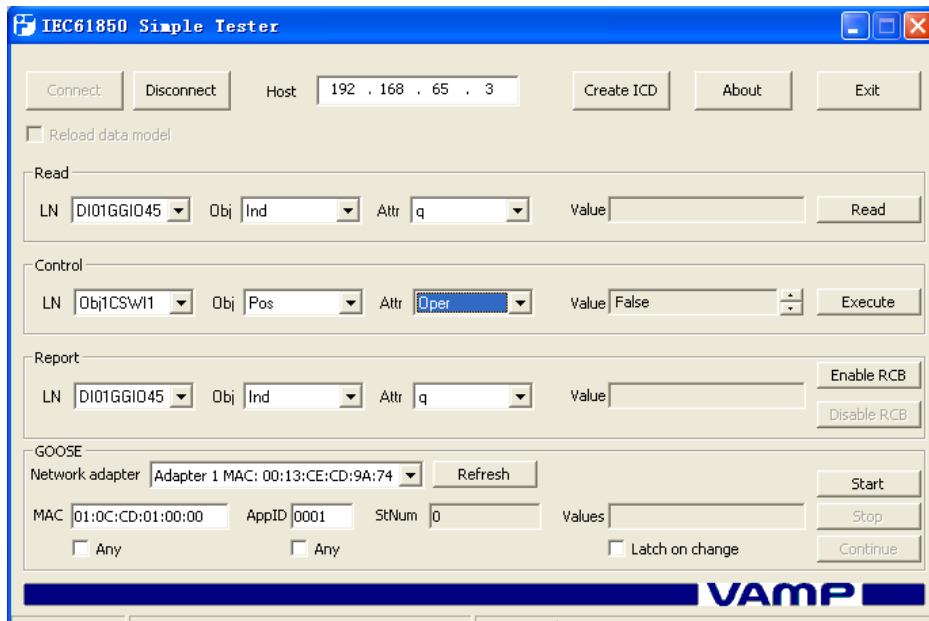 IEC61850 Simple Tester
Connect Disconnect Host 192 . 168 . 65 . 3 Create ICD About Exit
Reload data model
Read
LN DI01GGIO45 Obj Ind Attr q Value Read
Control
LN Obj1CSWI1 Obj Pos Attr Oper Value False Execute
Report
Enable RCB
LN DI01GGIO45 Obj Ind Attr q Value
Disable RCB
GOOSE
Network adapter Adapter 1 MAC: 00:13:CE:CD:9A:74 Refresh
Start
MAC 01:0C:CD:01:00:00 AppID 0001 StNum 0 Values Stop
Any Any Latch on change Continue
VAMP